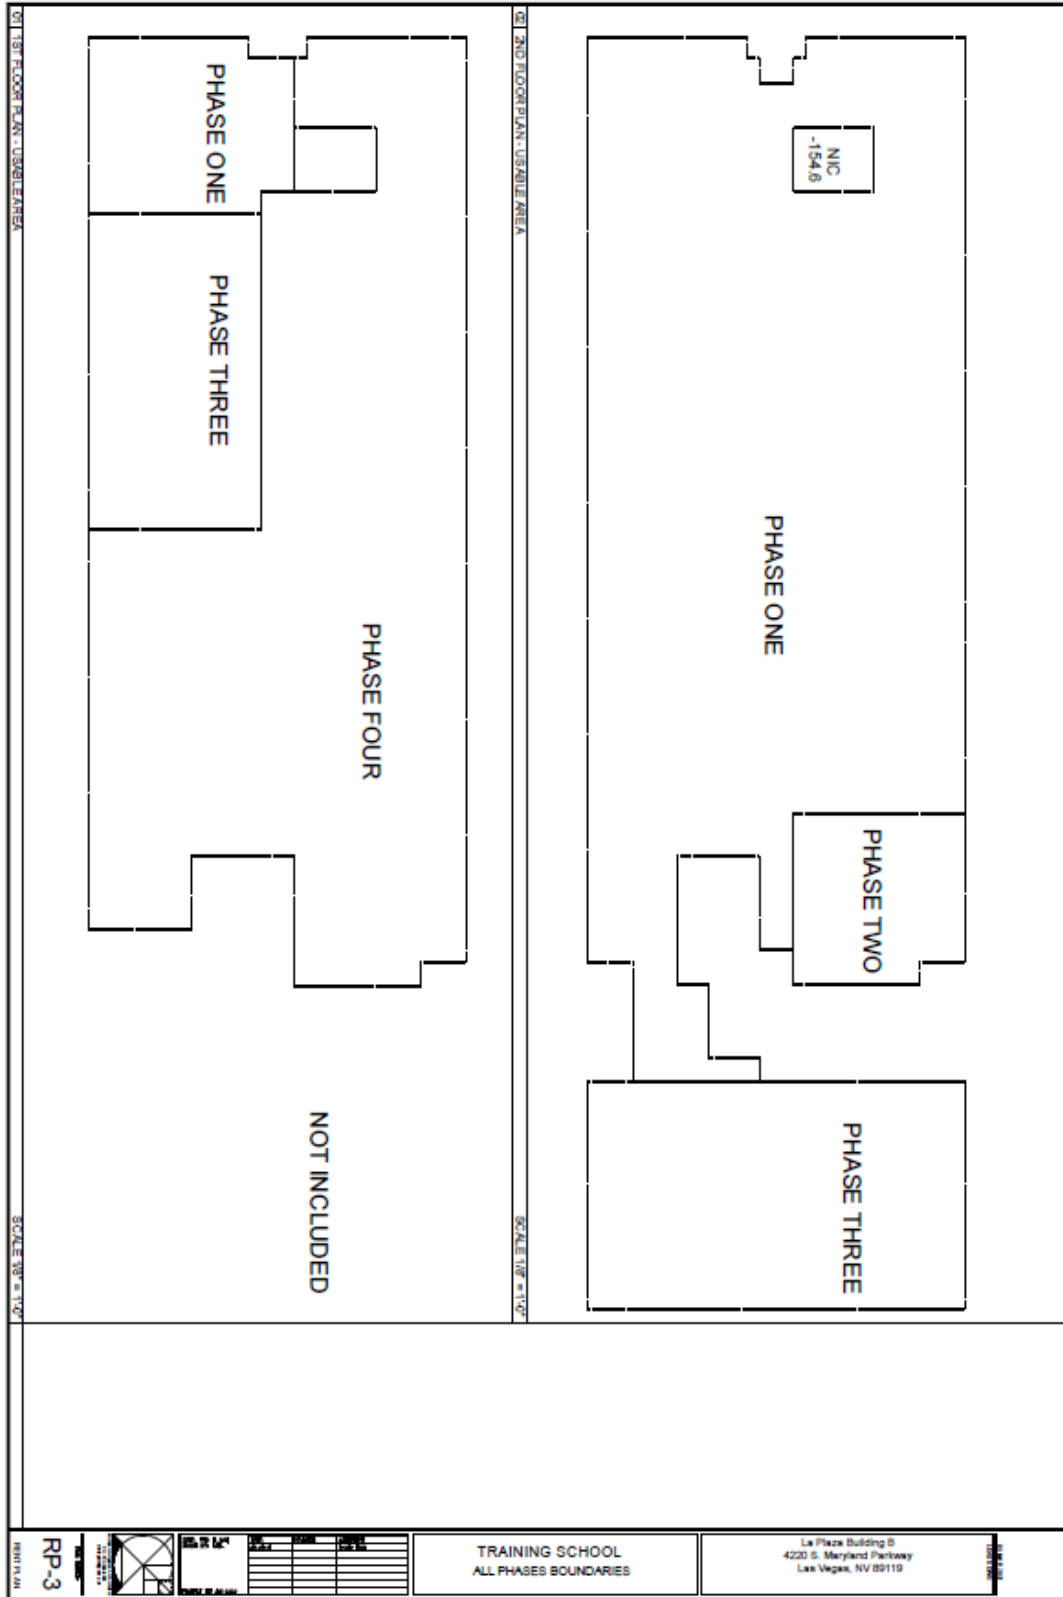 02 2ND FLOOR PLAN - USABLE AREA
SCALE 1/8" = 1'-0"
NIC
-154.6
PHASE ONE
PHASE TWO
PHASE THREE
01 1ST FLOOR PLAN - USABLE AREA
SCALE 1/8" = 1'-0"
PHASE ONE
PHASE THREE
PHASE FOUR
NOT INCLUDED
La Plaza Building B
4220 S. Maryland Parkway
Las Vegas, NV 89119
TRAINING SCHOOL
ALL PHASES BOUNDARIES
RP-3
RENT PLAN